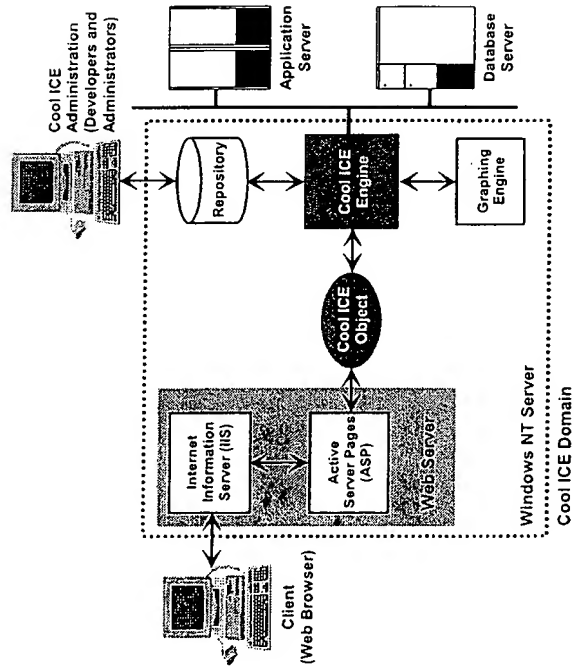 Cool ICE
Administration
(Developers and
Administrators)
Application
Server
Database
Server
Repository
Cool ICE
Engine
Graphing
Engine
Cool ICE
Object
Internet
Information
Server (IIS)
Active
Server Pages
(ASP)
Web Server
Windows NT Server
Cool ICE Domain
Client
(Web Browser)